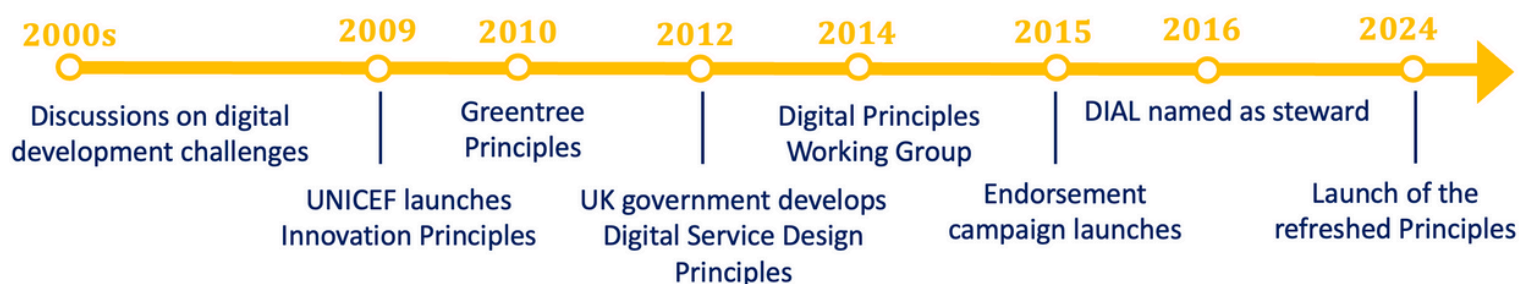 2000s
2009
2010
2012
2014
2015
2016
2024
Discussions on digital
development challenges
UNICEF launches
Innovation Principles
Greentree
Principles
UK government develops
Digital Service Design
Principles
Digital Principles
Working Group
Endorsement
campaign launches
DIAL named as steward
Launch of the
refreshed Principles